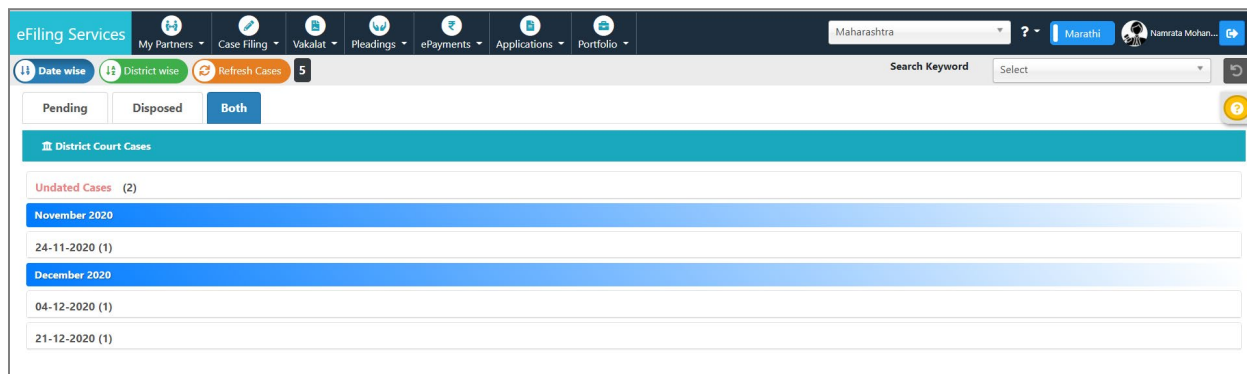 eFiling Services
My Partners
Case Filing
Vakalat
Pleadings
ePayments
Applications
Portfolio
Maharashtra
?
Marathi
Namrata Mohan...
Date wise
District wise
Refresh Cases
5
Search Keyword
Select
Pending
Disposed
Both
?
District Court Cases
Undated Cases (2)
November 2020
24-11-2020 (1)
December 2020
04-12-2020 (1)
21-12-2020 (1)